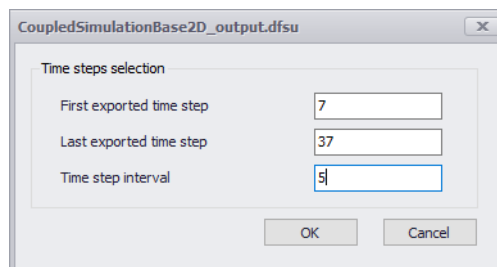 CoupledSimulationBase2D_output.dfsu
Time steps selection
First exported time step 7
Last exported time step 37
Time step interval 5
OK Cancel